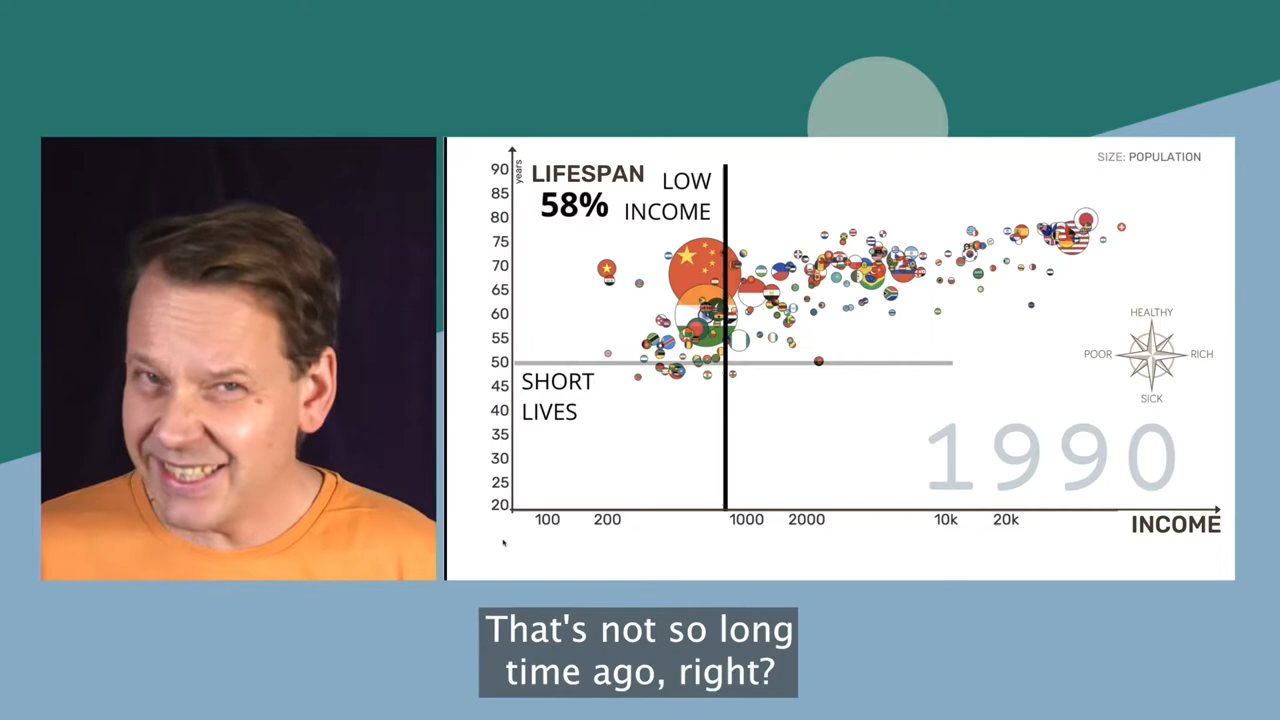 SIZE: POPULATION
90
85
80
75
70
65
60
55
50
45
40
35
30
25
20
years
LIFESPAN
58%
LOW
INCOME
SHORT
LIVES
HEALTHY
POOR
RICH
SICK
1990
100 200 1000 2000 10k 20k
INCOME
That's not so long
time ago, right?